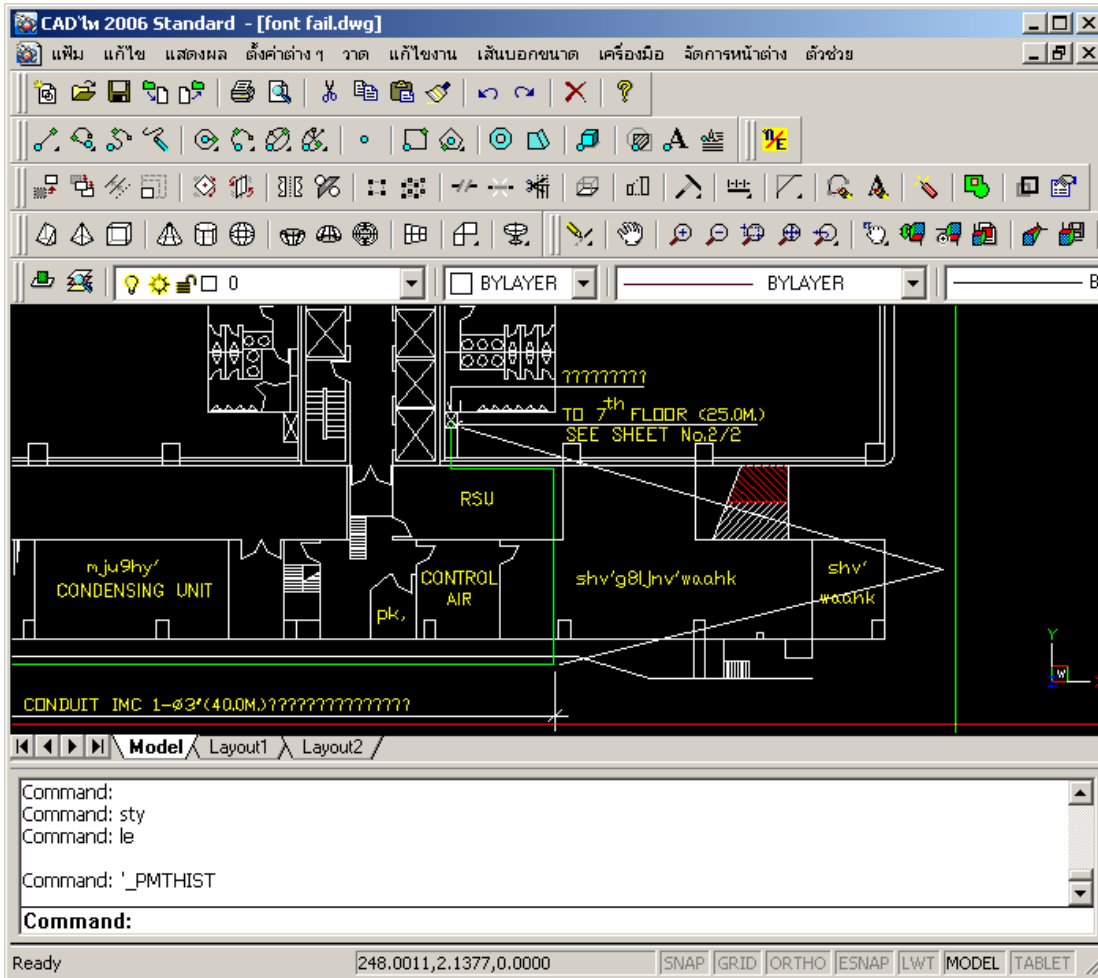 CAD'ไท 2006 Standard - [font fail.dwg]
แฟ้ม แก้ไข แสดงผล ตั้งค่าต่าง ๆ วาด แก้ไขงาน เส้นบอกขนาด เครื่องมือ จัดการหน้าต่าง ตัวช่วย
0 BYLAYER BYLAYER B
?????????
TO 7th FLOOR (25.0M.)
SEE SHEET No.2/2
RSU
mju9hy'
CONDENSING UNIT
CONTROL
AIR
pk,
shv'g8ljnv'waahk
shv'
waahk
CONDUIT IMC 1-ø3"(40.0M.)???????????????
Y
W
Z
X
Model Layout1 Layout2
Command:
Command: sty
Command: le
Command: '_PMTHIST
Command:
Ready 248.0011,2.1377,0.0000 SNAP GRID ORTHO ESNAP LWT MODEL TABLET